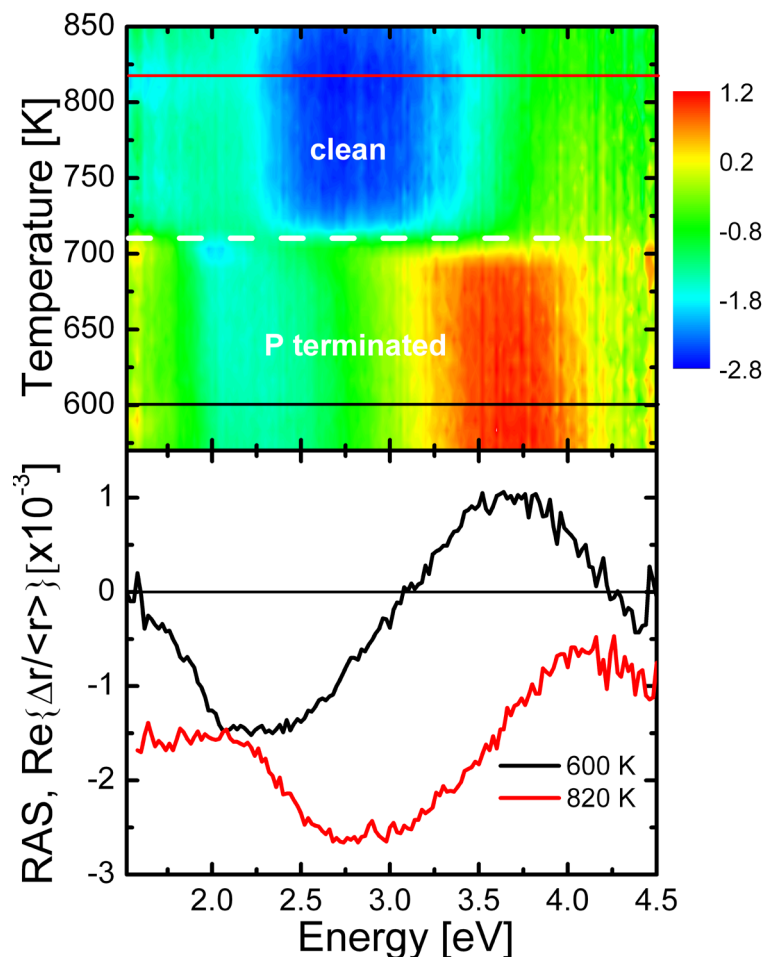 850
800
750
700
650
600
Temperature [K]
clean
P terminated
1.2
0.2
-0.8
-1.8
-2.8
RAS, Re{Δr/<r>}[x10⁻³]
1
0
-1
-2
-3
600 K
820 K
2.0 2.5 3.0 3.5 4.0 4.5
Energy [eV]